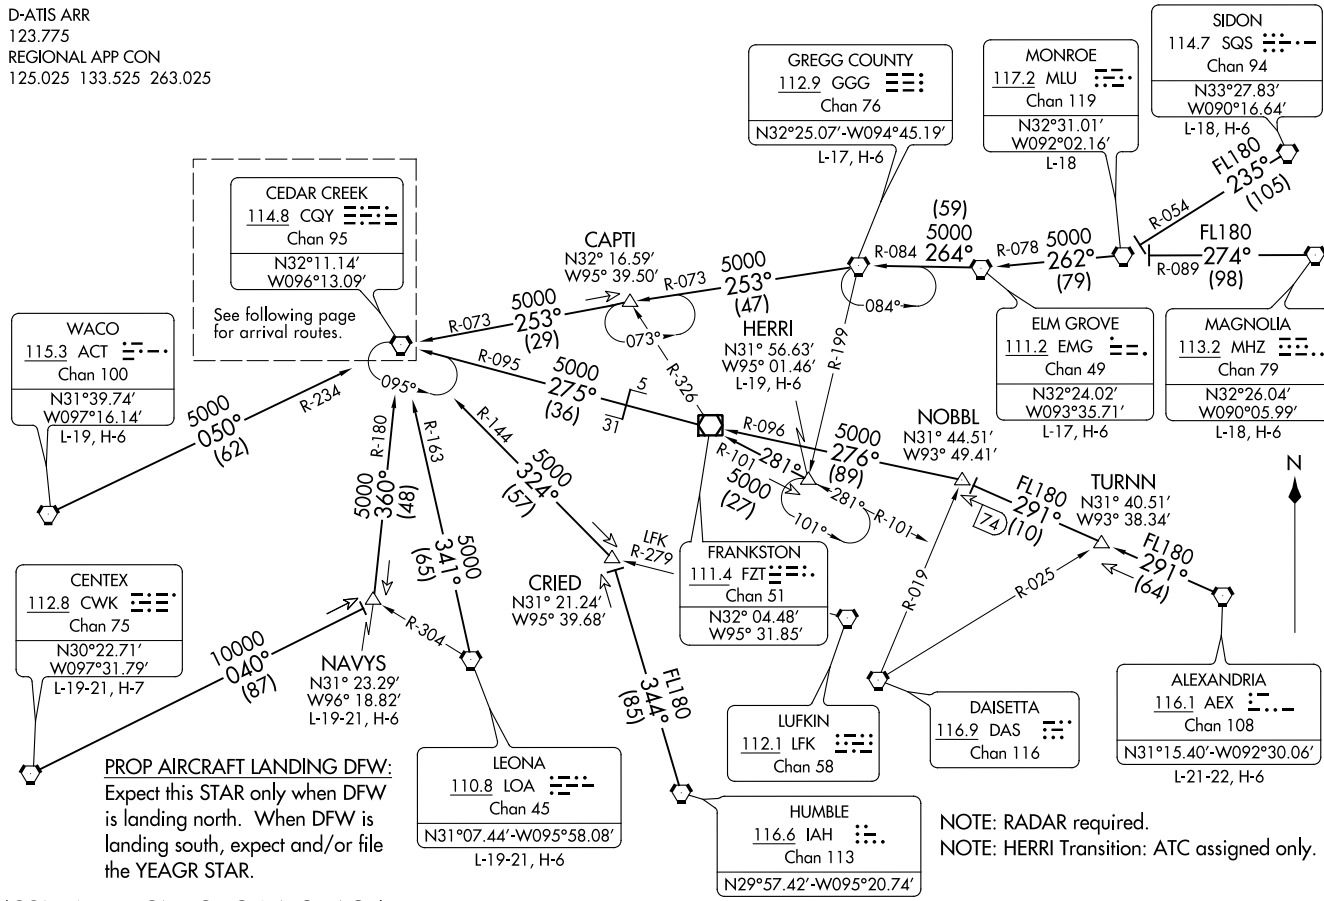 D-ATIS ARR
123.775
REGIONAL APP CON
125.025 133.525 263.025
SIDON
114.7 SQS
Chan 94
N33°27.83'
W090°16.64'
L-18, H-6
MONROE
117.2 MLU
Chan 119
N32°31.01'
W092°02.16'
L-18
GREGG COUNTY
112.9 GGG
Chan 76
N32°25.07'-W094°45.19'
L-17, H-6
CEDAR CREEK
114.8 CQY
Chan 95
N32°11.14'
W096°13.09'
See following page
for arrival routes.
CAPTI
N32° 16.59'
W95° 39.50'
FL180
235°
(105)
R-054
FL180
274°
(98)
R-089
5000
262°
(79)
R-078
(59)
5000
264°
R-084
084°
5000
253°
(47)
R-073
073°
5000
253°
(29)
R-073
HERRI
N31° 56.63'
W95° 01.46'
L-19, H-6
R-199
R-326
ELM GROVE
111.2 EMG
Chan 49
N32°24.02'
W093°35.71'
L-17, H-6
MAGNOLIA
113.2 MHZ
Chan 79
N32°26.04'
W090°05.99'
L-18, H-6
WACO
115.3 ACT
Chan 100
N31°39.74'
W097°16.14'
L-19, H-6
5000
050°
(62)
R-234
095°
R-095
5000
275°
(36)
5
31
R-180
5000
360°
(48)
R-163
5000
341°
(65)
R-144
5000
324°
(57)
R-096
5000
276°
(89)
R-101
281°
5000
(27)
281°
R-101
101°
NOBBL
N31° 44.51'
W93° 49.41'
74
FL180
291°
(10)
TURNN
N31° 40.51'
W93° 38.34'
FL180
291°
(64)
N
R-019
R-025
LFK
R-279
CRIED
N31° 21.24'
W95° 39.68'
FRANKSTON
111.4 FZT
Chan 51
N32° 04.48'
W95° 31.85'
CENTEX
112.8 CWK
Chan 75
N30°22.71'
W097°31.79'
L-19-21, H-7
10000
040°
(87)
R-304
NAVYS
N31° 23.29'
W96° 18.82'
L-19-21, H-6
FL180
344°
(85)
LUFKIN
112.1 LFK
Chan 58
DAISETTA
116.9 DAS
Chan 116
ALEXANDRIA
116.1 AEX
Chan 108
N31°15.40'-W092°30.06'
L-21-22, H-6
LEONA
110.8 LOA
Chan 45
N31°07.44'-W095°58.08'
L-19-21, H-6
HUMBLE
116.6 IAH
Chan 113
N29°57.42'-W095°20.74'
PROP AIRCRAFT LANDING DFW:
Expect this STAR only when DFW
is landing north. When DFW is
landing south, expect and/or file
the YEAGR STAR.
NOTE: RADAR required.
NOTE: HERRI Transition: ATC assigned only.